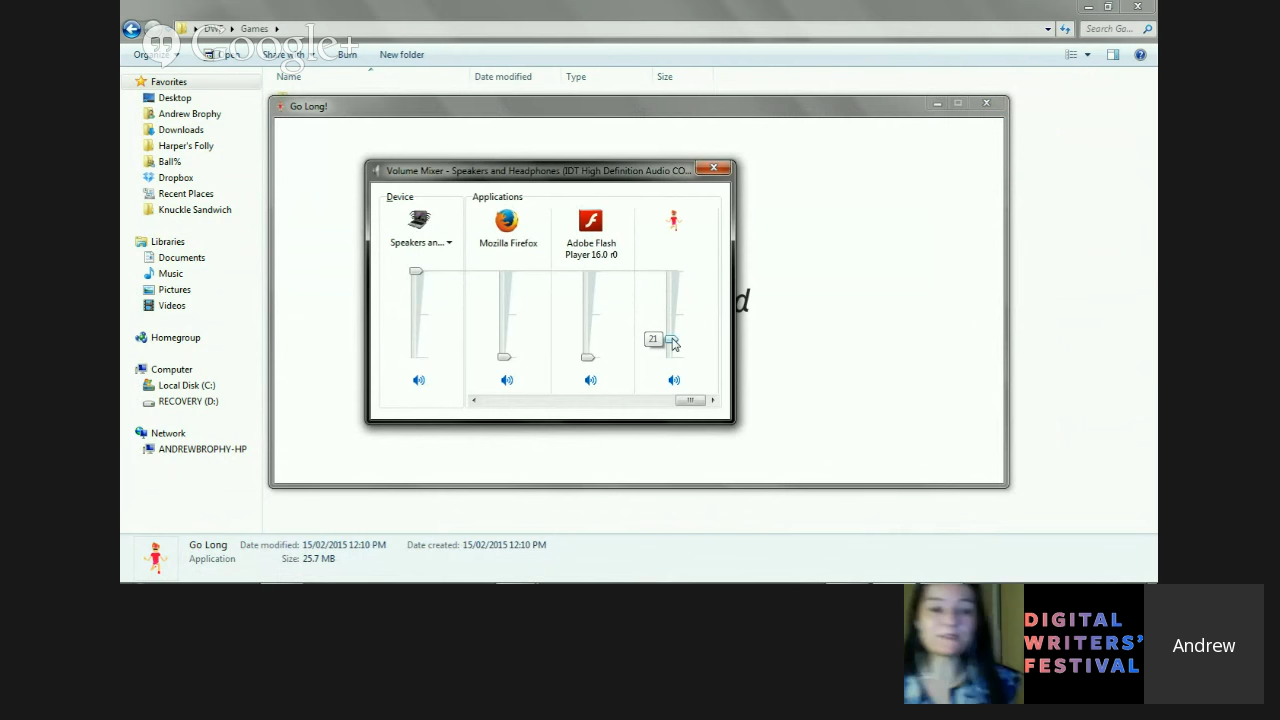 Google+
Games
Search Go...
Open
Share with
Burn
New folder
Name
Date modified
Type
Size
Favorites
Desktop
Andrew Brophy
Downloads
Harper's Folly
Ball%
Dropbox
Recent Places
Knuckle Sandwich
Libraries
Documents
Music
Pictures
Videos
Homegroup
Computer
Local Disk (C:)
RECOVERY (D:)
Network
ANDREWBROPHY-HP
Go Long!
d
Volume Mixer - Speakers and Headphones (IDT High Definition Audio CO...
Device
Applications
Speakers an...
Mozilla Firefox
Adobe Flash
Player 16.0 r0
21
Go Long
Date modified: 15/02/2015 12:10 PM
Date created: 15/02/2015 12:10 PM
Application
Size: 25.7 MB
DIGITAL
WRITERS'
FESTIVAL
Andrew